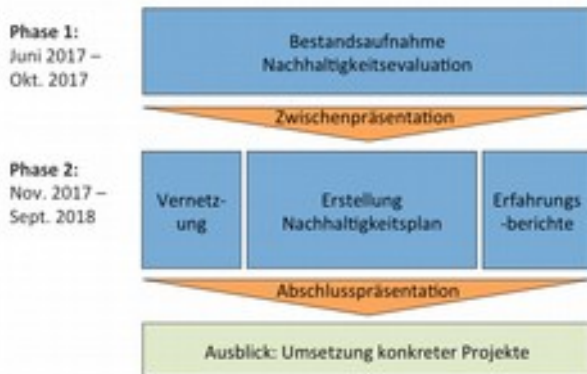 Phase 1:
Juni 2017 –
Okt. 2017
Bestandsaufnahme
Nachhaltigkeitsevaluation
Zwischenpräsentation
Phase 2:
Nov. 2017 –
Sept. 2018
Vernetz-
ung
Erstellung
Nachhaltigkeitsplan
Erfahrungs
-berichte
Abschlusspräsentation
Ausblick: Umsetzung konkreter Projekte